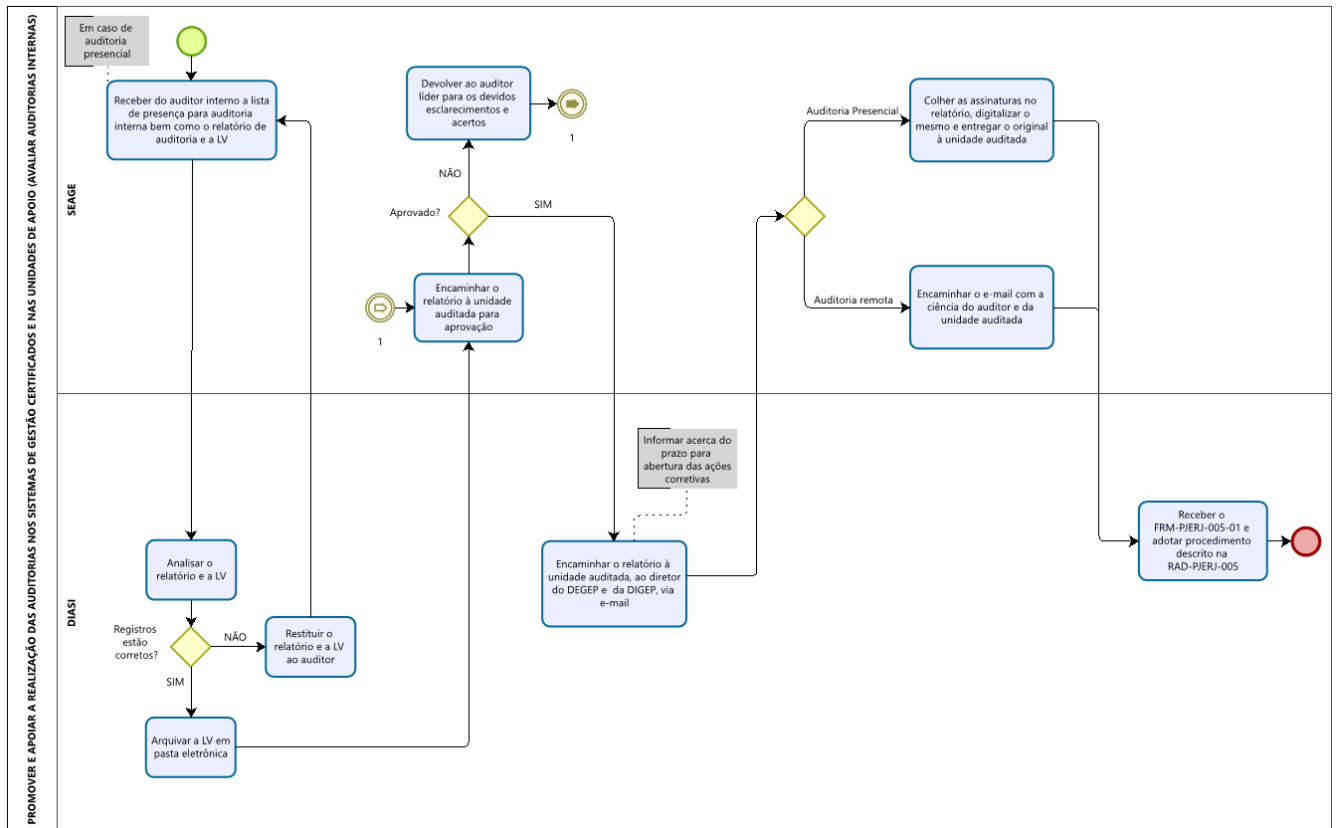 PROMOVER E APOIAR A REALIZAÇÃO DAS AUDITORIAS NOS SISTEMAS DE GESTÃO CERTIFICADOS E NAS UNIDADES DE APOIO (AVALIAR AUDITORIAS INTERNAS)
SEAGE
Em caso de
auditoria
presencial
Receber do auditor interno a lista
de presença para auditoria
interna bem como o relatório de
auditoria e a LV
Devolver ao auditor
líder para os devidos
esclarecimentos e
acertos
1
NÃO
Aprovado?
SIM
Encaminhar o
relatório à unidade
auditada para
aprovação
1
Auditoria Presencial
Colher as assinaturas no
relatório, digitalizar o
mesmo e entregar o original
à unidade auditada
Auditoria remota
Encaminhar o e-mail com a
ciência do auditor e da
unidade auditada
DIASI
Analisar o
relatório e a LV
Registros
estão
corretos?
NÃO
Restituir o
relatório e a LV
ao auditor
SIM
Arquivar a LV em
pasta eletrônica
Informar acerca do
prazo para
abertura das ações
corretivas
Encaminhar o relatório à
unidade auditada, ao diretor
do DEGEP e da DIGEP, via
e-mail
Receber o
FRM-PJERJ-005-01 e
adotar procedimento
descrito na
RAD-PJERJ-005